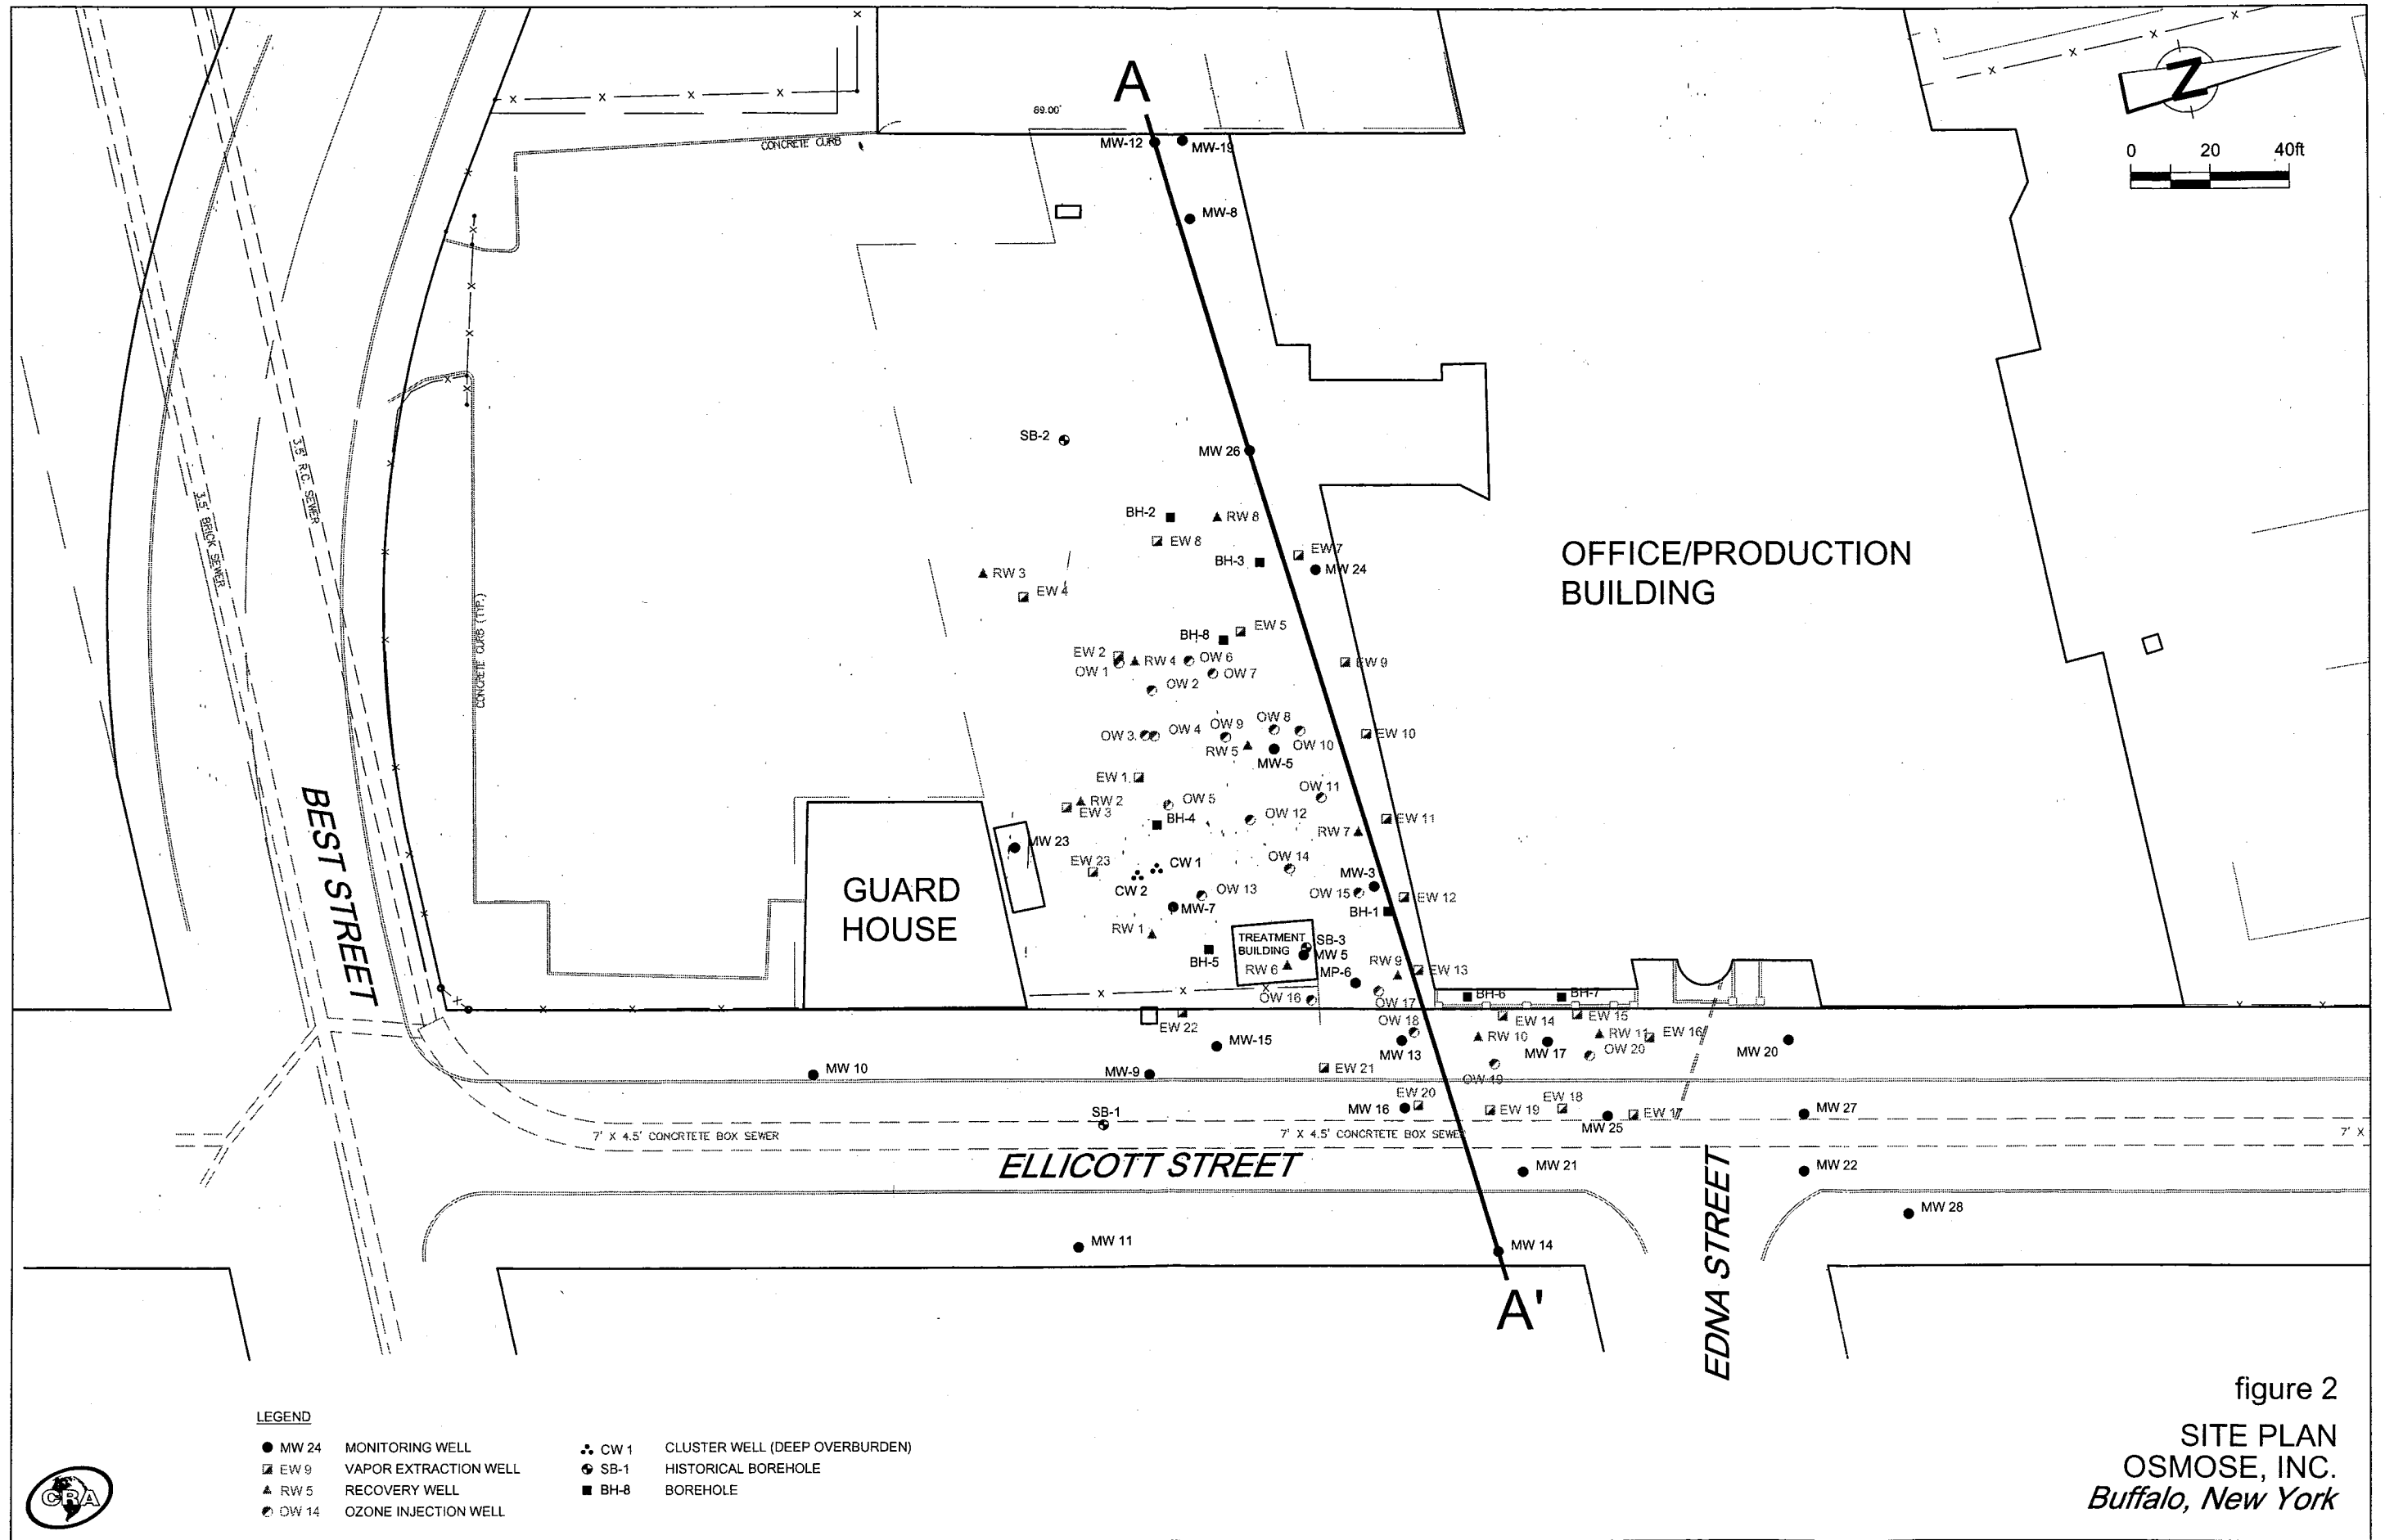 A
Z
89.00'
CONCRETE CURB
MW-12
MW-19
0 20 40ft
MW-8
3.5' R.C. SEWER
3.5' BRICK SEWER
SB-2
MW 26
BH-2
RW 8
EW 8
BH-3
EW 7
MW 24
OFFICE/PRODUCTION
BUILDING
RW 3
EW 4
CONCRETE CURB (TYP.)
BH-8
EW 5
EW 2
OW 1
RW 4
OW 6
OW 7
EW 9
OW 2
OW 3
OW 4
OW 9
OW 8
RW 5
OW 10
EW 10
MW-5
EW 1
RW 2
EW 3
OW 5
OW 11
BH-4
OW 12
RW 7
EW 11
BEST STREET
MW 23
GUARD
HOUSE
EW 23
CW 1
CW 2
OW 14
MW-3
OW 13
OW 15
EW 12
MW-7
BH-1
RW 1
TREATMENT
BUILDING
SB-3
MW 5
BH-5
RW 6
MP-6
RW 9
EW 13
OW 16
OW 17
BH-6
BH-7
EW 22
OW 18
EW 14
EW 15
MW-15
MW 13
RW 10
MW 17
RW 11
EW 16
OW 20
MW 20
MW 10
MW-9
EW 21
OW 19
EW 20
MW 16
EW 19
EW 18
EW 17
MW 25
MW 27
SB-1
7' X 4.5' CONCRTETE BOX SEWER
7' X 4.5' CONCRTETE BOX SEWE
7' X
ELLICOTT STREET
MW 21
MW 22
MW 28
MW 11
MW 14
A'
EDNA STREET
figure 2
SITE PLAN
OSMOSE, INC.
Buffalo, New York
LEGEND
MW 24 MONITORING WELL
EW 9 VAPOR EXTRACTION WELL
RW 5 RECOVERY WELL
OW 14 OZONE INJECTION WELL
CW 1 CLUSTER WELL (DEEP OVERBURDEN)
SB-1 HISTORICAL BOREHOLE
BH-8 BOREHOLE
CRA